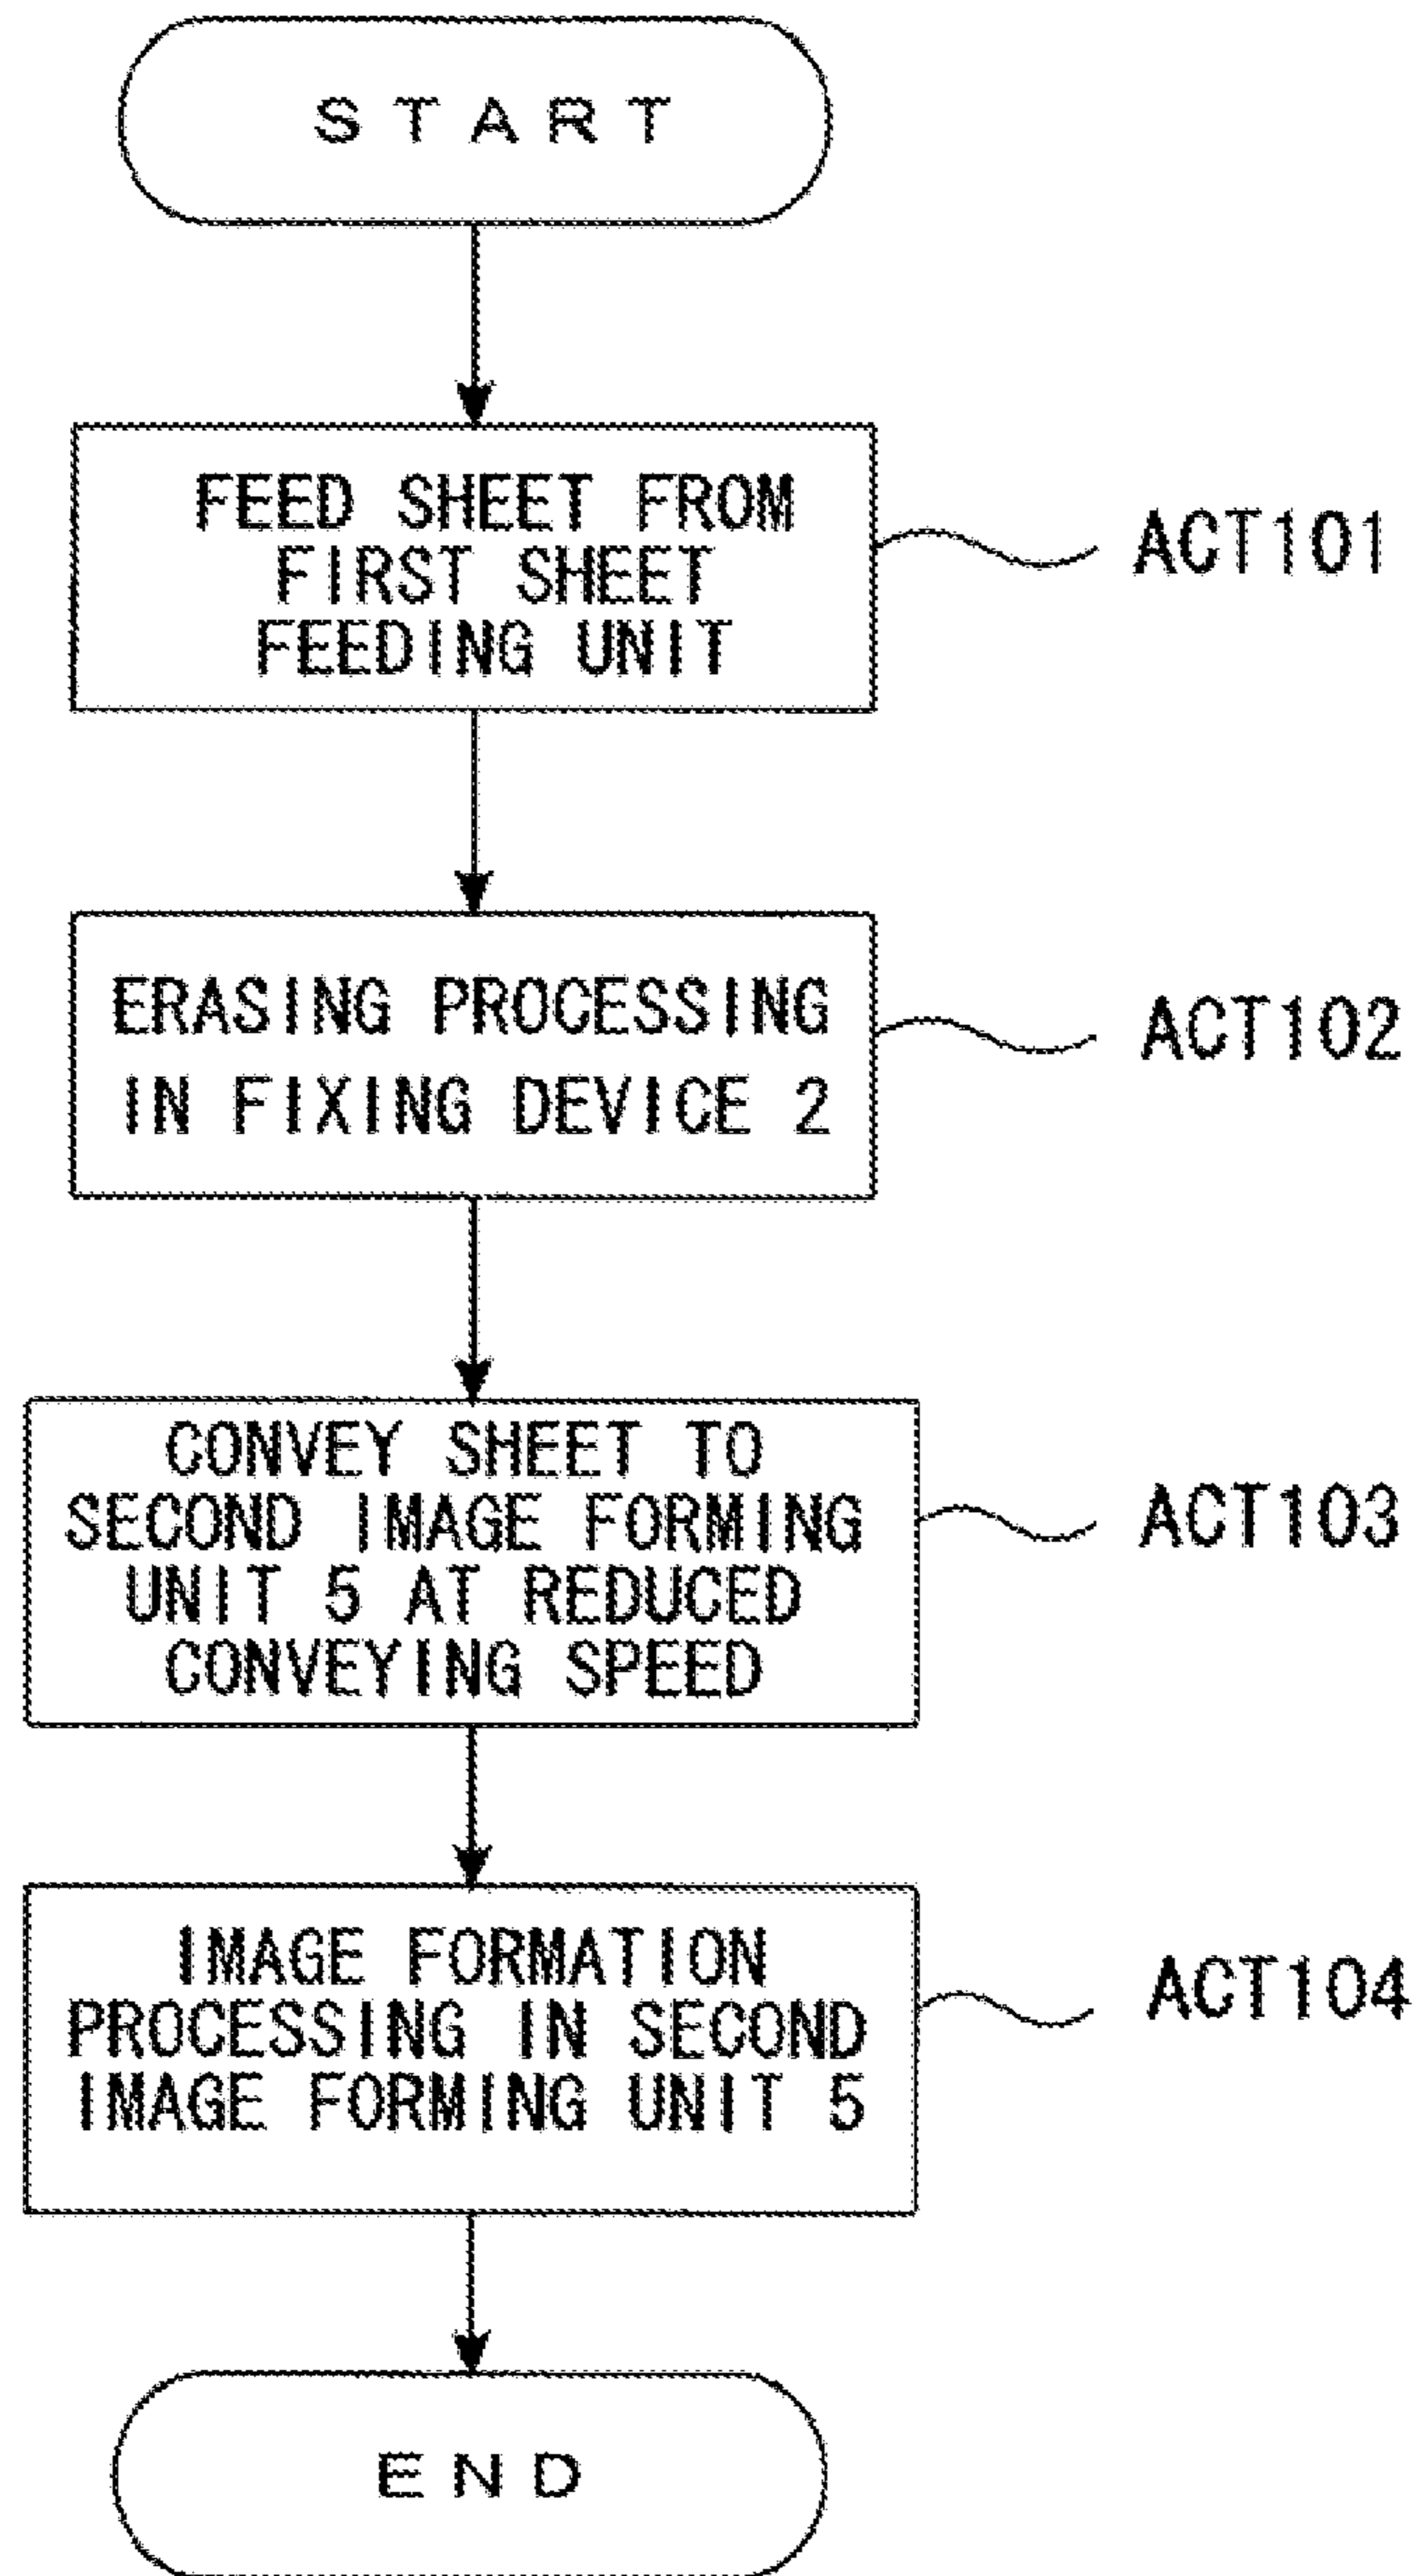 START
FEED SHEET FROM
FIRST SHEET
FEEDING UNIT
ACT101
ERASING PROCESSING
IN FIXING DEVICE 2
ACT102
CONVEY SHEET TO
SECOND IMAGE FORMING
UNIT 5 AT REDUCED
CONVEYING SPEED
ACT103
IMAGE FORMATION
PROCESSING IN SECOND
IMAGE FORMING UNIT 5
ACT104
END